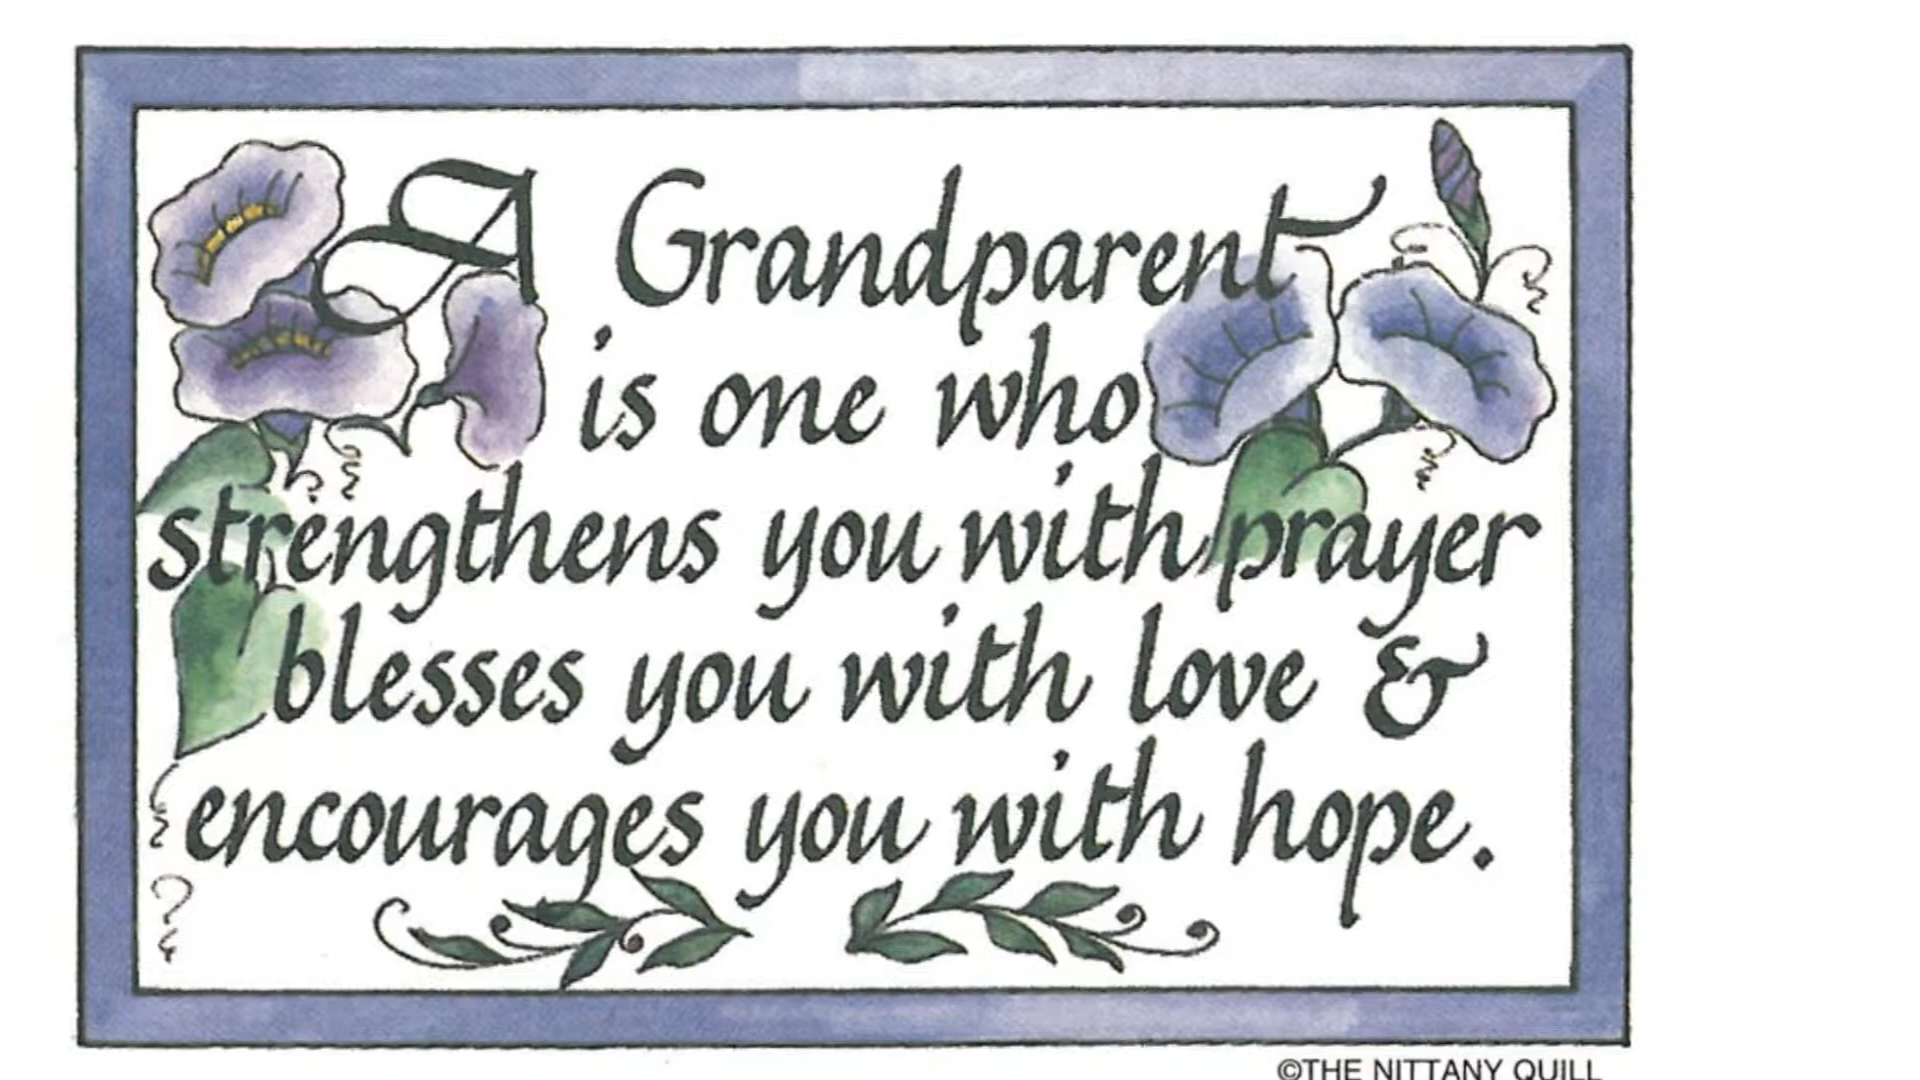 A Grandparent
is one who
strengthens you with prayer
blesses you with love &
encourages you with hope.
©THE NITTANY QUILL